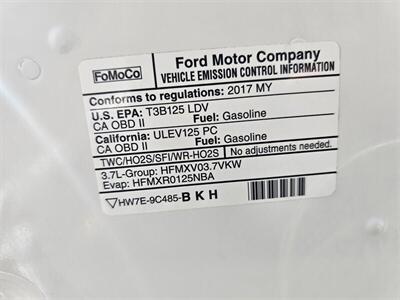 FoMoCo
Ford Motor Company
VEHICLE EMISSION CONTROL INFORMATION
Conforms to regulations: 2017 MY
U.S. EPA: T3B125 LDV
CA OBD II Fuel: Gasoline
California: ULEV125 PC
CA OBD II Fuel: Gasoline
TWC/HO2S/SFI/WR-HO2S No adjustments needed.
3.7L-Group: HFMXV03.7VKW
Evap: HFMXR0125NBA
HW7E-9C485-B K H